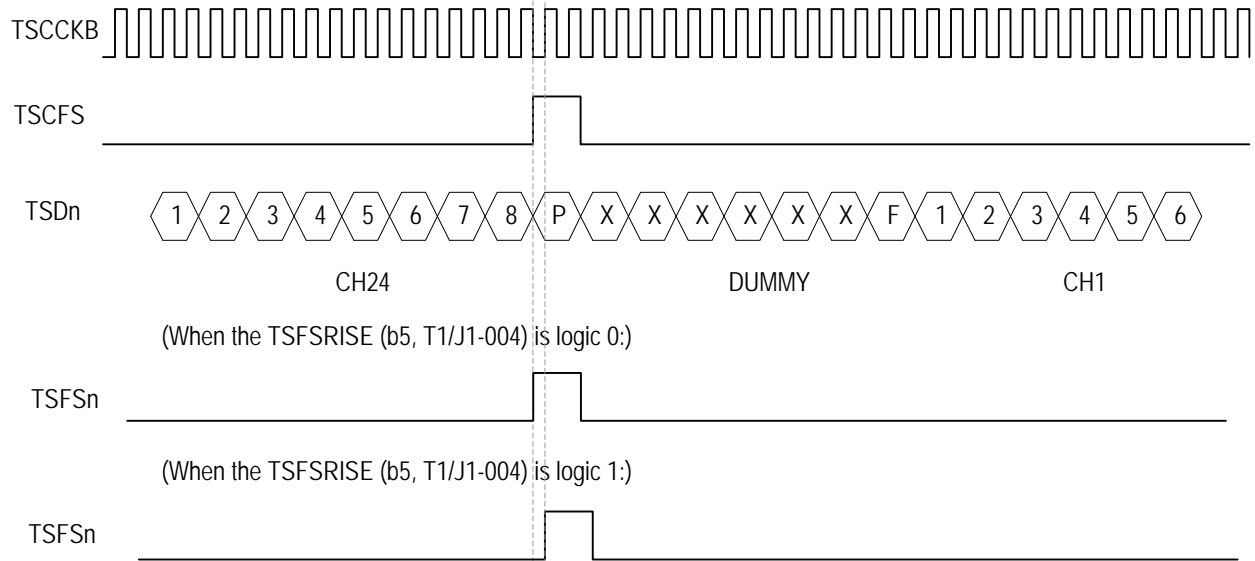 TSCCKB
TSCFS
TSDn 1 2 3 4 5 6 7 8 P X X X X X X F 1 2 3 4 5 6
CH24 DUMMY CH1
(When the TSFSRISE (b5, T1/J1-004) is logic 0:)
TSFSn
(When the TSFSRISE (b5, T1/J1-004) is logic 1:)
TSFSn